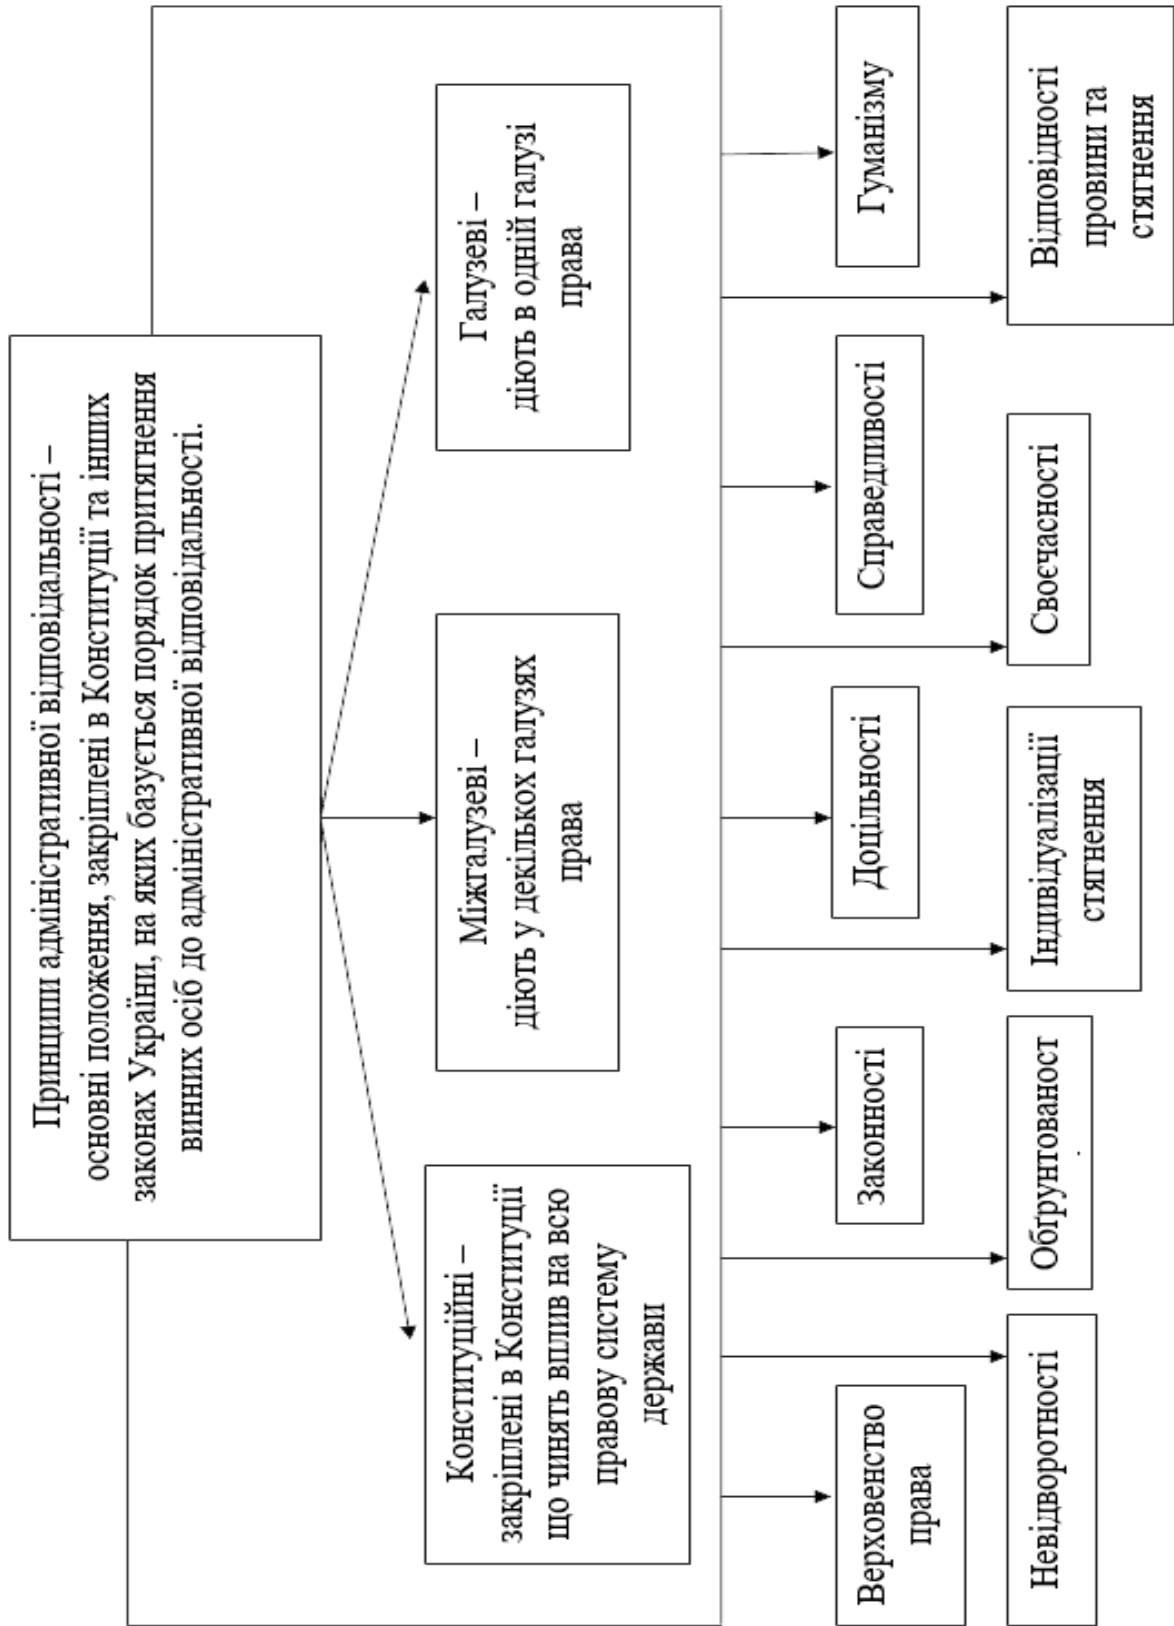 Принципи адміністративної відповідальності –
основні положення, закріплені в Конституції та інших
законах України, на яких базується порядок притягнення
винних осіб до адміністративної відповідальності.
Конституційні –
закріплені в Конституції
що чинять вплив на всю
правову систему
держави
Міжгалузеві –
діють у декількох галузях
права
Галузеві –
діють в одній галузі
права
Верховенство
права
Законності
Доцільності
Справедливості
Гуманізму
Невідворотності
Обґрунтованост
Індивідуалізації
стягнення
Своєчасності
Відповідності
провини та
стягнення